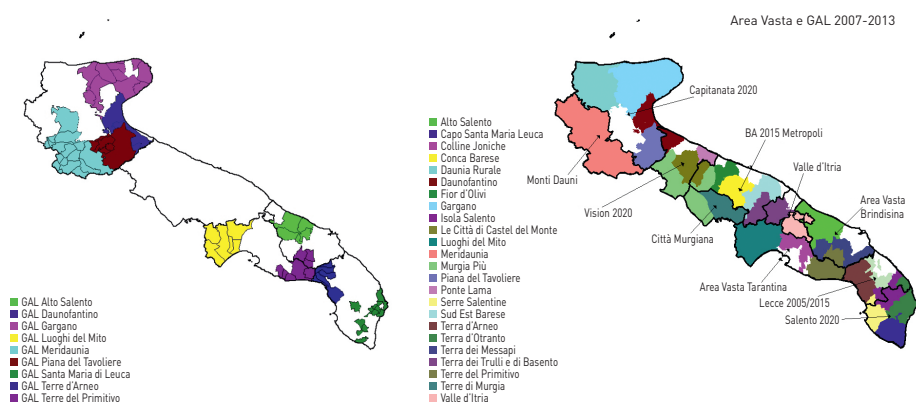 Area Vasta e GAL 2007-2013
GAL Alto Salento
GAL Daunofantino
GAL Gargano
GAL Luoghi del Mito
GAL Meridaunia
GAL Piana del Tavoliere
GAL Santa Maria di Leuca
GAL Terre d'Arneo
GAL Terre del Primitivo
Alto Salento
Capo Santa Maria Leuca
Colline Joniche
Conca Barese
Daunia Rurale
Daunofantino
Fior d'Olivi
Gargano
Isola Salento
Le Città di Castel del Monte
Luoghi del Mito
Meridaunia
Murgia Più
Piana del Tavoliere
Ponte Lama
Serre Salentine
Sud Est Barese
Terra d'Arneo
Terra d'Otranto
Terra dei Messapi
Terra dei Trulli e di Basento
Terre del Primitivo
Terre di Murgia
Valle d'Itria
Capitanata 2020
BA 2015 Metropoli
Monti Dauni
Valle d'Itria
Vision 2020
Area Vasta
Brindisina
Città Murgiana
Area Vasta Tarantina
Lecce 2005/2015
Salento 2020